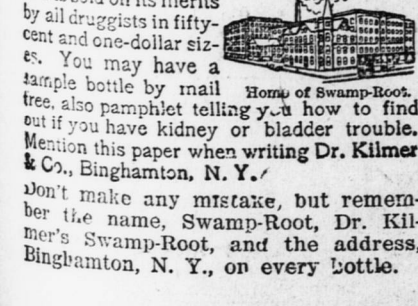 by all druggists in fifty-
cent and one-dollar siz-
es. You may have a
sample bottle by mail
Home of Swamp-Root.
free, also pamphlet telling you how to find
out if you have kidney or bladder trouble.
Mention this paper when writing Dr. Kilmer
& Co., Binghamton, N. Y.
Don't make any mistake, but remem-
ber the name, Swamp-Root, Dr. Kil-
mer's Swamp-Root, and the address,
Binghamton, N. Y., on every bottle.